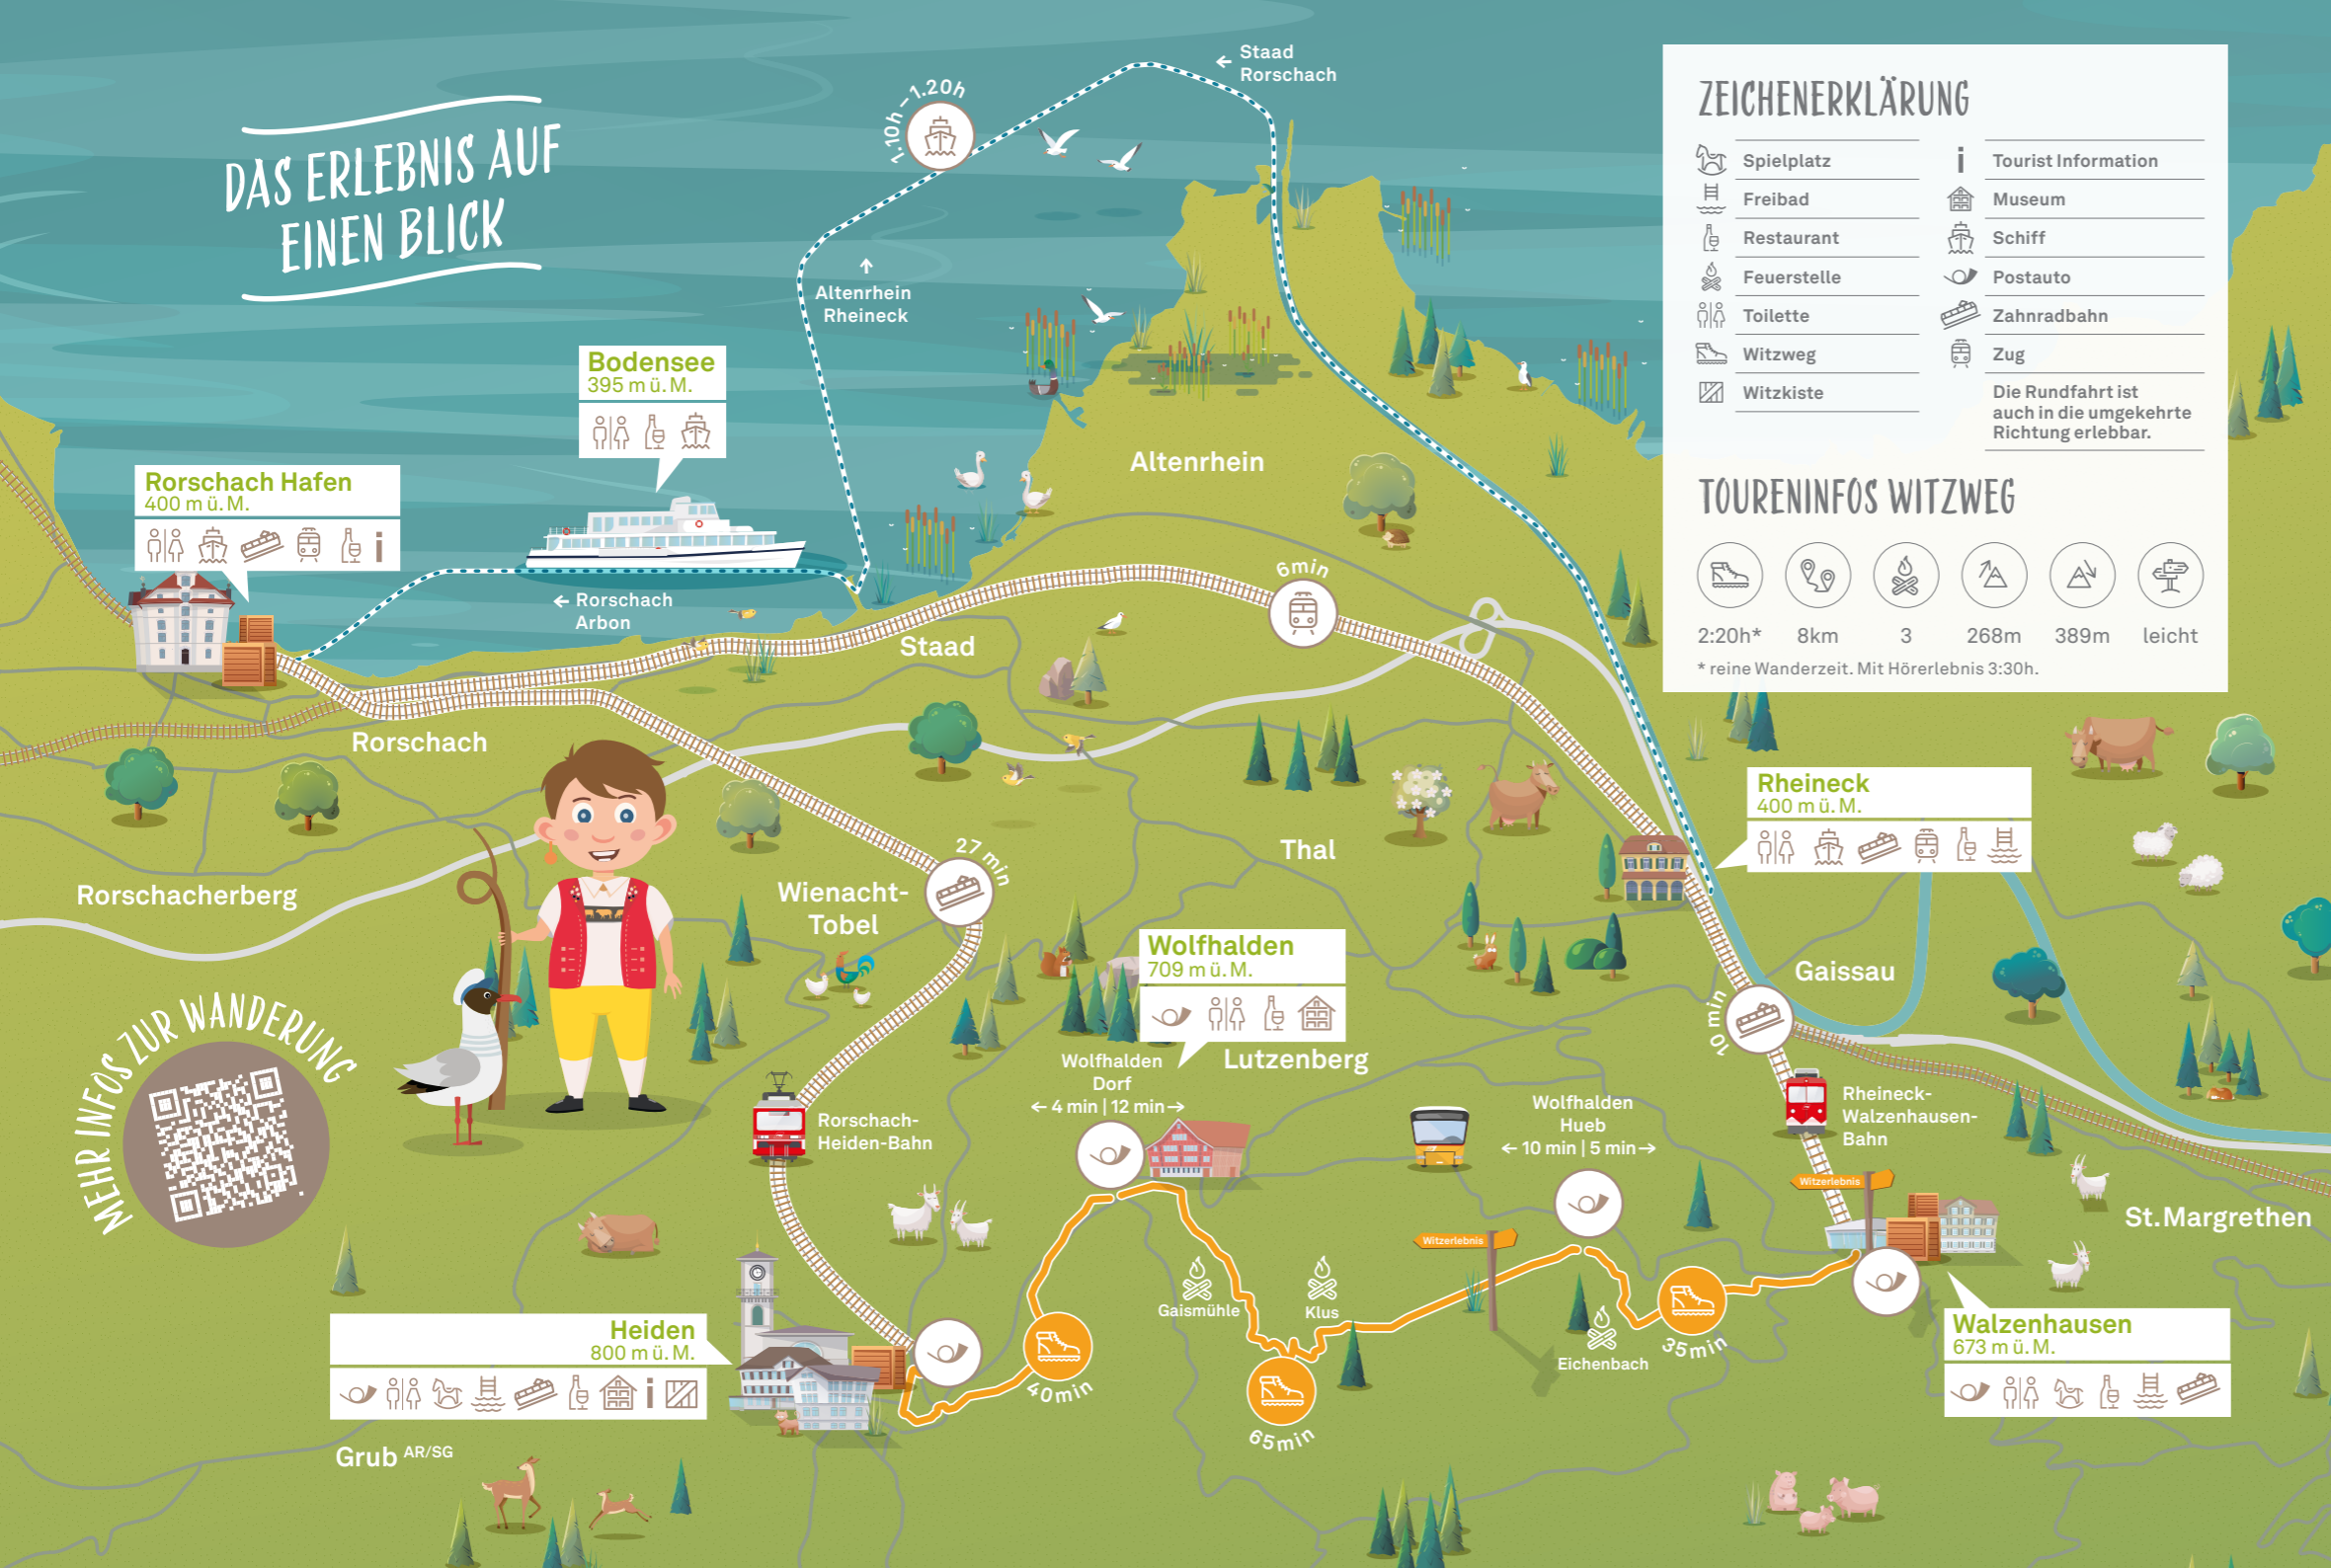 DAS ERLEBNIS AUF
EINEN BLICK
1.10h – 1.20h
← Staad
Rorschach
↑
Altenrhein
Rheineck
Bodensee
395 m ü. M.
Rorschach Hafen
400 m ü. M.
i
← Rorschach
Arbon
Altenrhein
Staad
6min
Rorschach
Rorschacherberg
27 min
Wienacht-
Tobel
Thal
ZEICHENERKLÄRUNG
Spielplatz
Freibad
Restaurant
Feuerstelle
Toilette
Witzweg
Witzkiste
i Tourist Information
Museum
Schiff
Postauto
Zahnradbahn
Zug
Die Rundfahrt ist
auch in die umgekehrte
Richtung erlebbar.
TOURENINFOS WITZWEG
2:20h* 8km 3 268m 389m leicht
* reine Wanderzeit. Mit Hörerlebnis 3:30h.
Rheineck
400 m ü. M.
Gaissau
10 min
Wolfhalden
709 m ü. M.
Lutzenberg
Wolfhalden
Dorf
← 4 min | 12 min →
Rorschach-
Heiden-Bahn
Wolfhalden
Hueb
← 10 min | 5 min →
Rheineck-
Walzenhausen-
Bahn
Witzerlebnis
St. Margrethen
Witzerlebnis
MEHR INFOS ZUR WANDERUNG
Gaismühle
Klus
Eichenbach
35min
40min
65min
Heiden
800 m ü. M.
i
Walzenhausen
673 m ü. M.
Grub AR/SG